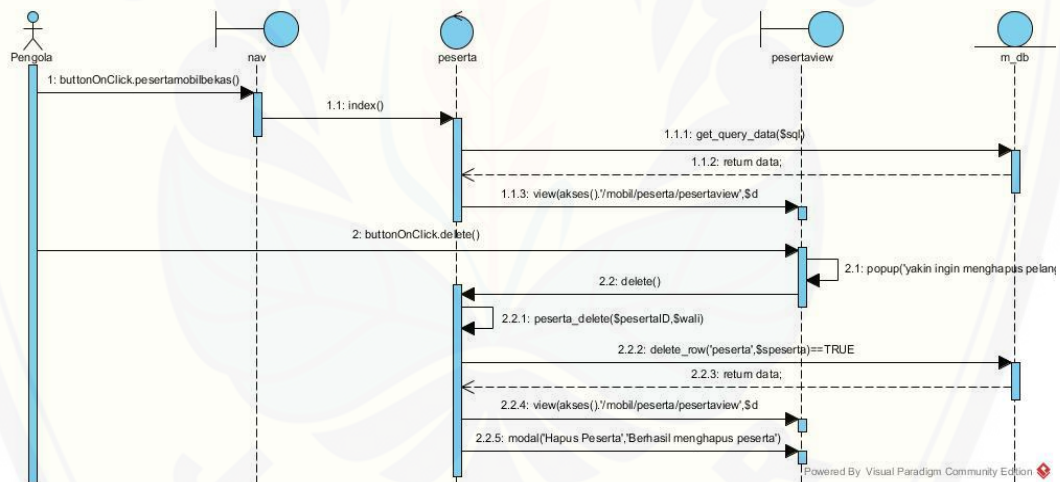 Pengola
nav
peserta
pesertaview
m_db
1: buttonOnClick.pesertamobilbekas()
1.1: index()
1.1.1: get_query_data($sql)
1.1.2: return data;
1.1.3: view(akses().'/mobil/peserta/pesertaview',$d
2: buttonOnClick.delete()
2.1: popup("yakin ingin menghapus pelang
2.2: delete()
2.2.1: peserta_delete($pesertaID,$wali)
2.2.2: delete_row('peserta',$speserta)==TRUE
2.2.3: return data;
2.2.4: view(akses().'/mobil/peserta/pesertaview',$d
2.2.5: modal('Hapus Peserta','Berhasil menghapus peserta')
Powered By Visual Paradigm Community Edition